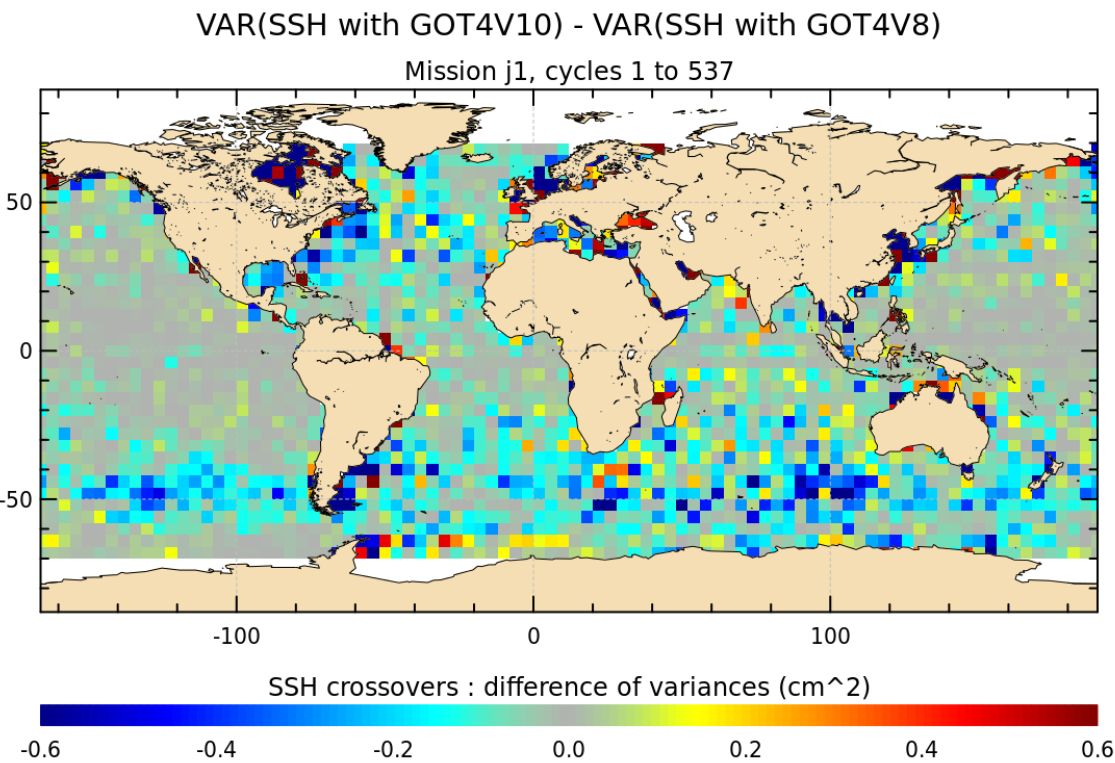 VAR(SSH with GOT4V10) - VAR(SSH with GOT4V8)
Mission j1, cycles 1 to 537
50
0
-50
-100 0 100
SSH crossovers : difference of variances (cm^2)
-0.6 -0.4 -0.2 0.0 0.2 0.4 0.6